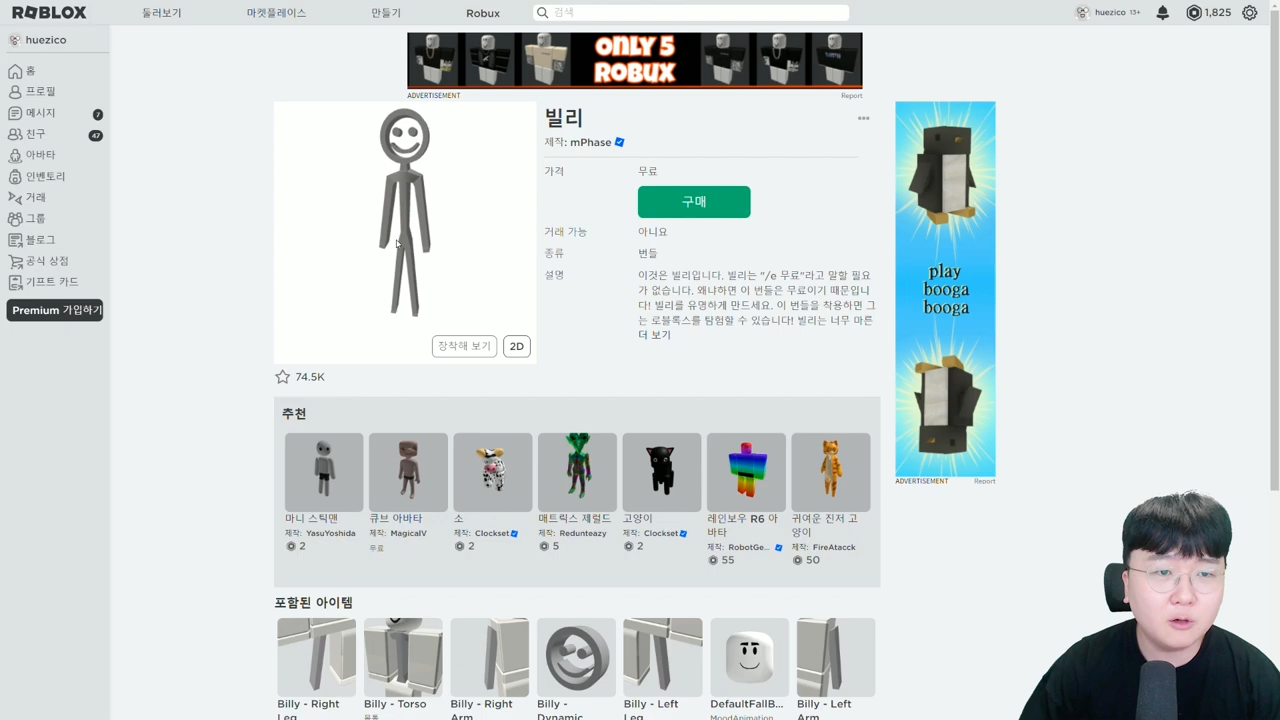 ROBLOX
둘러보기
마켓플레이스
만들기
Robux
검색
huezico 13+
1,825
huezico
홈
프로필
메시지
7
친구
47
아바타
인벤토리
거래
그룹
블로그
공식 상점
기프트 카드
Premium 가입하기
ONLY 5
ROBUX
ADVERTISEMENT
Report
빌리
제작: mPhase
가격
무료
구매
거래 가능
아니요
종류
번들
설명
이것은 빌리입니다. 빌리는 "/e 무료"라고 말할 필요
가 없습니다. 왜냐하면 이 번들은 무료이기 때문입니
다! 빌리를 유명하게 만드세요. 이 번들을 착용하면 그
는 로블록스를 탐험할 수 있습니다! 빌리는 너무 마른
더 보기
장착해 보기
2D
74.5K
play
booga
booga
ADVERTISEMENT
Report
추천
마니 스틱맨
제작: YasuYoshida
2
큐브 아바타
제작: MagicalV
무료
소
제작: Clockset
2
매트릭스 제럴드
제작: Redunteazy
5
고양이
제작: Clockset
2
레인보우 R6 아
바타
제작: RobotGe...
55
귀여운 진저 고
양이
제작: FireAtacck
50
포함된 아이템
Billy - Right
Leg
Billy - Torso
몸통
Billy - Right
Arm
Billy -
Dynamic
Billy - Left
Leg
DefaultFallB...
MoodAnimation
Billy - Left
Arm